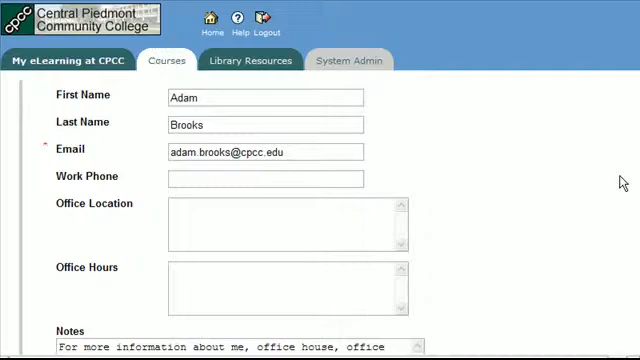 cpcc
Central Piedmont
Community College
Home
Help
Logout
My eLearning at CPCC
Courses
Library Resources
System Admin
First Name
Adam
Last Name
Brooks
* Email
adam.brooks@cpcc.edu
Work Phone
Office Location
Office Hours
Notes
For more information about me, office house, office